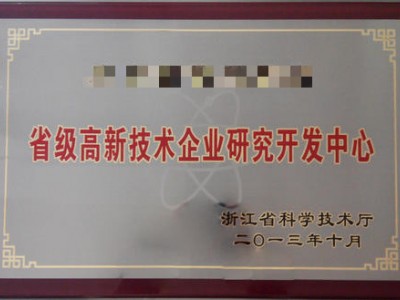 省级高新技术企业研究开发中心
浙江省科学技术厅
二〇一三年十月